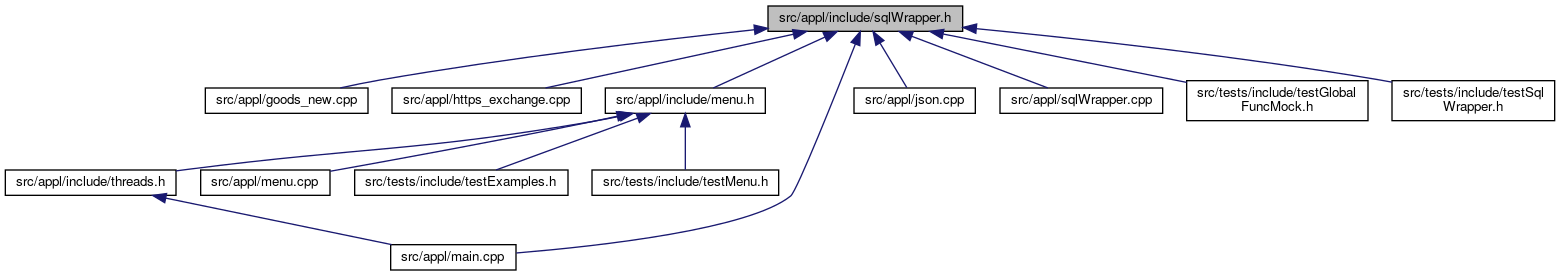 src/appl/include/sqlWrapper.h
src/appl/goods_new.cpp
src/appl/https_exchange.cpp
src/appl/include/menu.h
src/appl/json.cpp
src/appl/sqlWrapper.cpp
src/tests/include/testGlobal
FuncMock.h
src/tests/include/testSql
Wrapper.h
src/appl/include/threads.h
src/appl/menu.cpp
src/tests/include/testExamples.h
src/tests/include/testMenu.h
src/appl/main.cpp